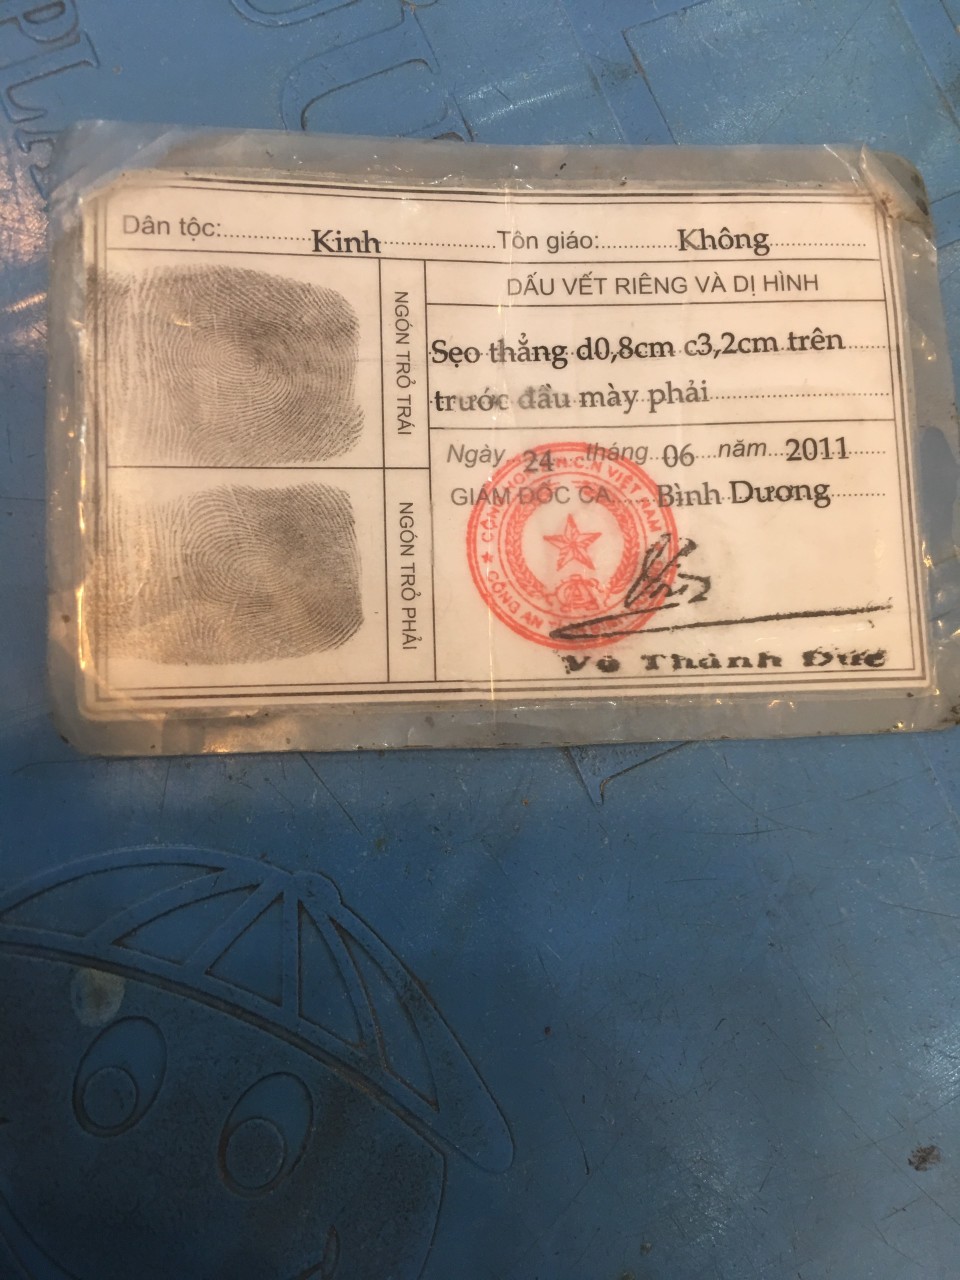 Dân tộc: Kinh Tôn giáo: Không
DẤU VẾT RIÊNG VÀ DỊ HÌNH
NGÓN TRỎ TRÁI
Sẹo thẳng d0,8cm c3,2cm trên
trước đầu mày phải
Ngày 24 tháng 06 năm 2011
GIÁM ĐỐC CA Bình Dương
NGÓN TRỎ PHẢI
Võ Thành Đức